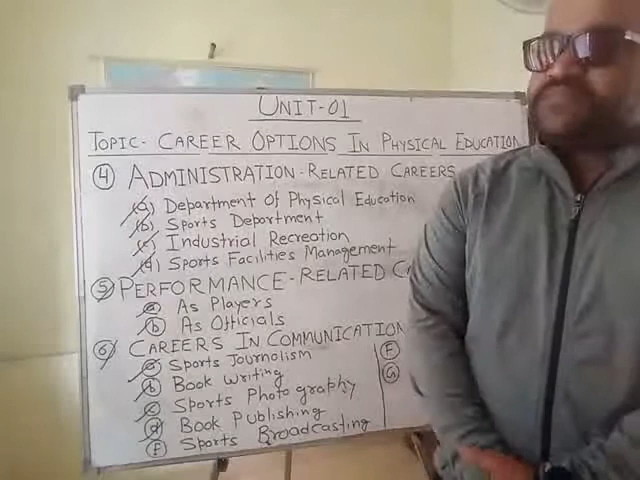 UNIT-01
TOPIC- CAREER OPTIONS IN PHYSICAL EDUCATION
④ ADMINISTRATION-RELATED CAREERS
(a) Department Of Physical Education
(b) Sports Department
(c) Industrial Recreation
(d) Sports Facilities Management
⑤ PERFORMANCE-RELATED
ⓐ As Players
ⓑ As Officials
⑥ CAREERS IN COMMUNICATION
ⓐ Sports Journalism
ⓑ Book Writing
ⓒ Sports Photography
ⓓ Book Publishing
Ⓕ Sports Broadcasting
Ⓕ
Ⓖ